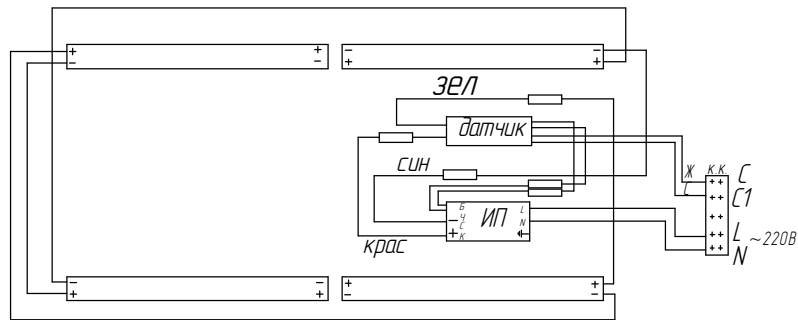 + + − +
− − + −
ЗЕЛ
датчик
СИН
Ж К.К. С
С С1
Б L
Ч ИП
− С N
+ К
крас
L ~220В
N
− − + +
+ + − −